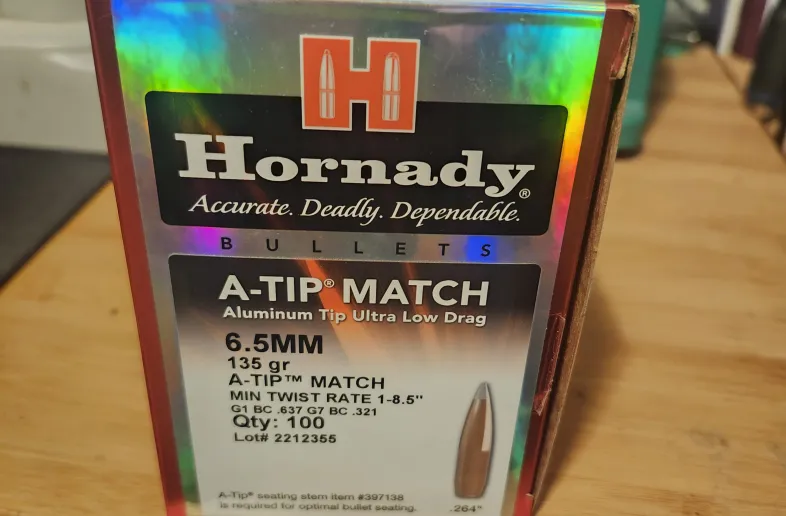 H
Hornady®
Accurate. Deadly. Dependable.
BULLETS
A-TIP® MATCH
Aluminum Tip Ultra Low Drag
6.5MM
135 gr
A-TIP™ MATCH
MIN TWIST RATE 1-8.5"
G1 BC .637 G7 BC .321
Qty: 100
Lot# 2212355
A-Tip® seating stem item #397138
is required for optimal bullet seating.
.264"